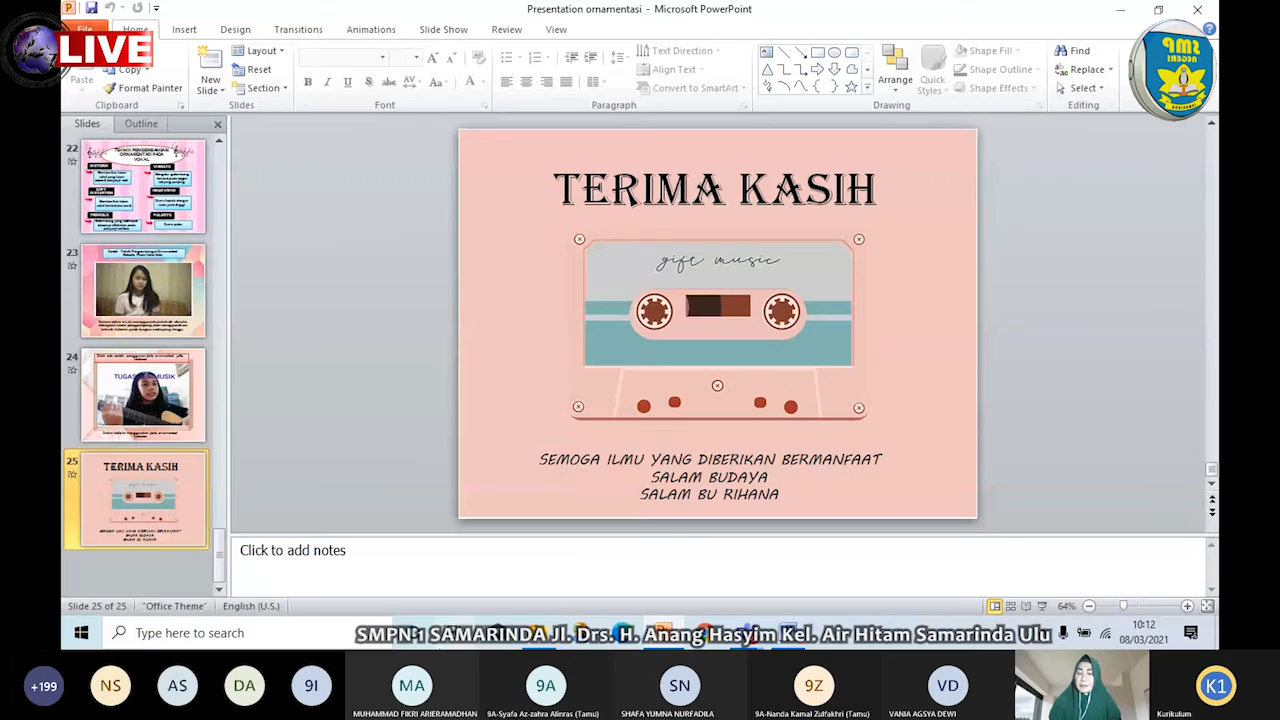 Presentation ornamentasi - Microsoft PowerPoint
File Home Insert Design Transitions Animations Slide Show Review View
LIVE
SMP NEGERI
Paste
Copy
Format Painter
Clipboard
New Slide
Layout
Reset
Section
Slides
Font
Text Direction
Align Text
Convert to SmartArt
Paragraph
Arrange
Quick Styles
Shape Fill
Shape Outline
Shape Effects
Drawing
Find
Replace
Select
Editing
Slides Outline
22
VOKAL
23
24
TUGAS SENI MUSIK
25
TERIMA KASIH
TERIMA KASIH
gift music
SEMOGA ILMU YANG DIBERIKAN BERMANFAAT
SALAM BUDAYA
SALAM BU RIHANA
Click to add notes
Slide 25 of 25 "Office Theme" English (U.S.) 64%
Type here to search
SMPN 1 SAMARINDA Jl. Drs. H. Anang Hasyim Kel. Air Hitam Samarinda Ulu
10:12
08/03/2021
+199 NS AS DA 9I MA 9A SN 9Z VD K1
MUHAMMAD FIKRI ARIERAMADHAN 9A-Syafa Az-zahra Alinras (Tamu) SHAFA YUMNA NURFADILA 9A-Nanda Kamal Zulfakhri (Tamu) VANIA AGSYA DEWI Kurikulum